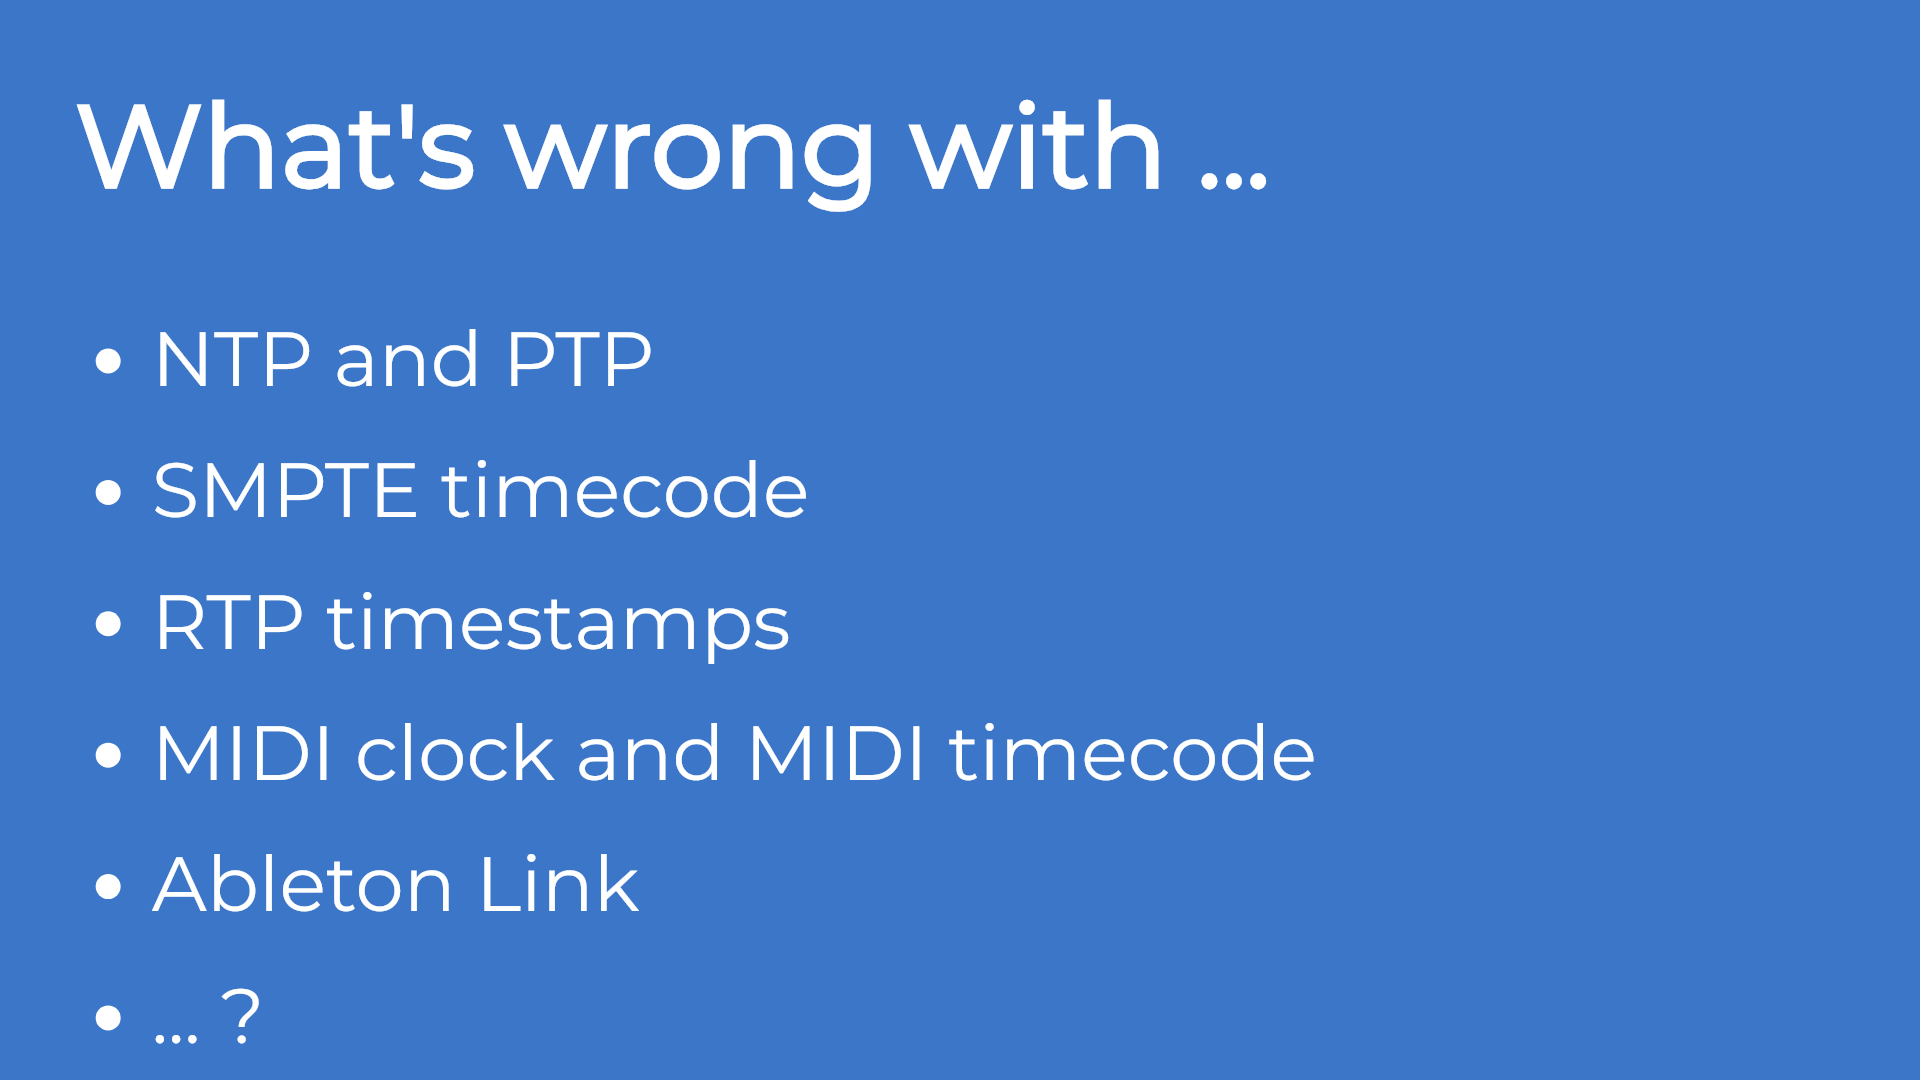 What's wrong with ...
• NTP and PTP
• SMPTE timecode
• RTP timestamps
• MIDI clock and MIDI timecode
• Ableton Link
• ... ?